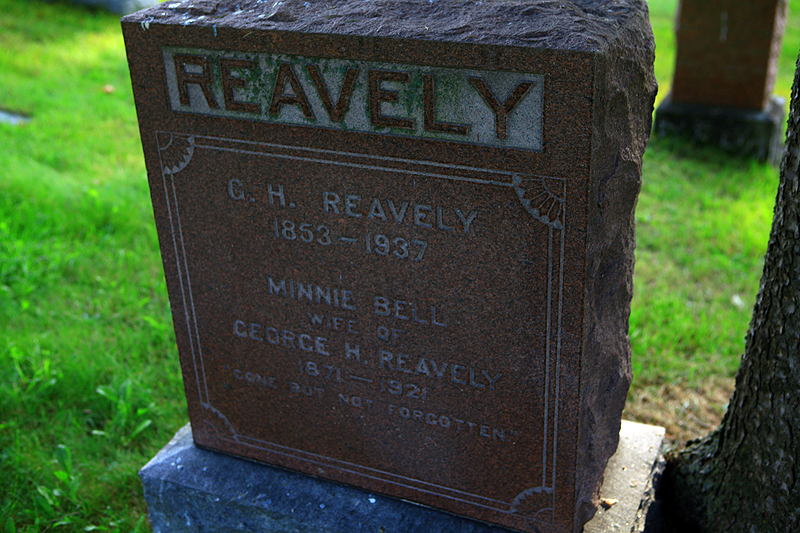 REAVELY
G. H. REAVELY
1853 — 1937
MINNIE BELL
WIFE OF
GEORGE H. REAVELY
1871 — 1921
"GONE BUT NOT FORGOTTEN"